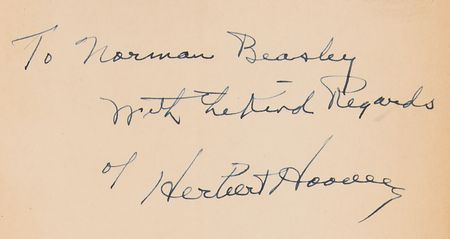 To Norman Beasley
With the Kind Regards
of Herbert Hoover